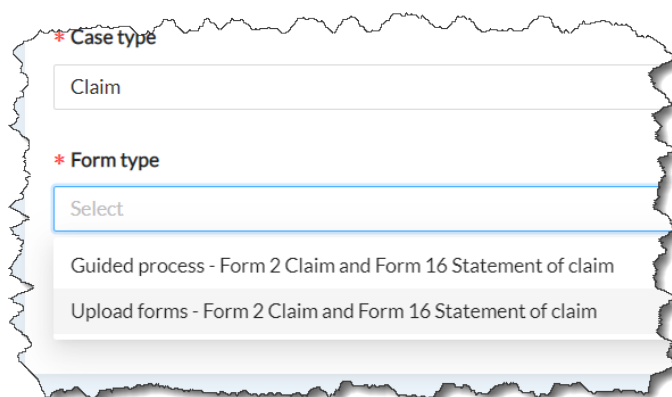 * Case type
Claim
* Form type
Select
Guided process - Form 2 Claim and Form 16 Statement of claim
Upload forms - Form 2 Claim and Form 16 Statement of claim